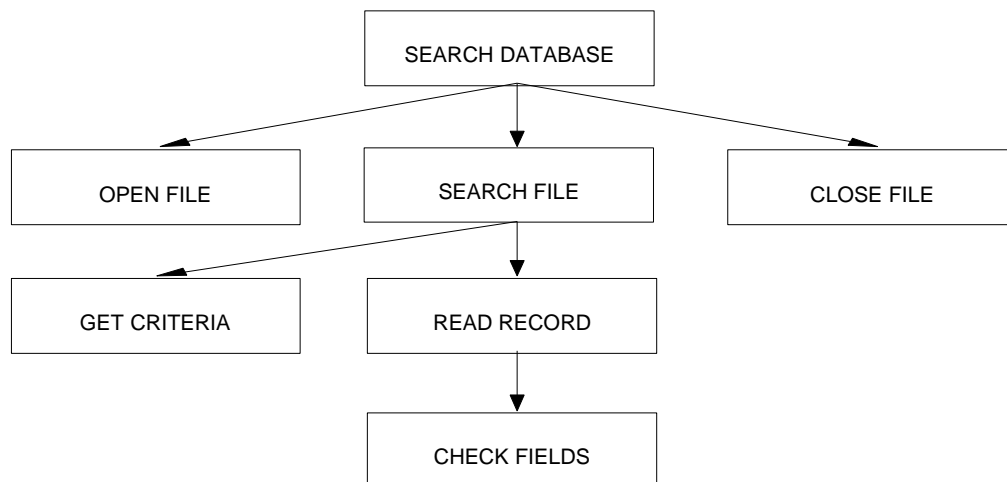 SEARCH DATABASE
OPEN FILE
SEARCH FILE
CLOSE FILE
GET CRITERIA
READ RECORD
CHECK FIELDS